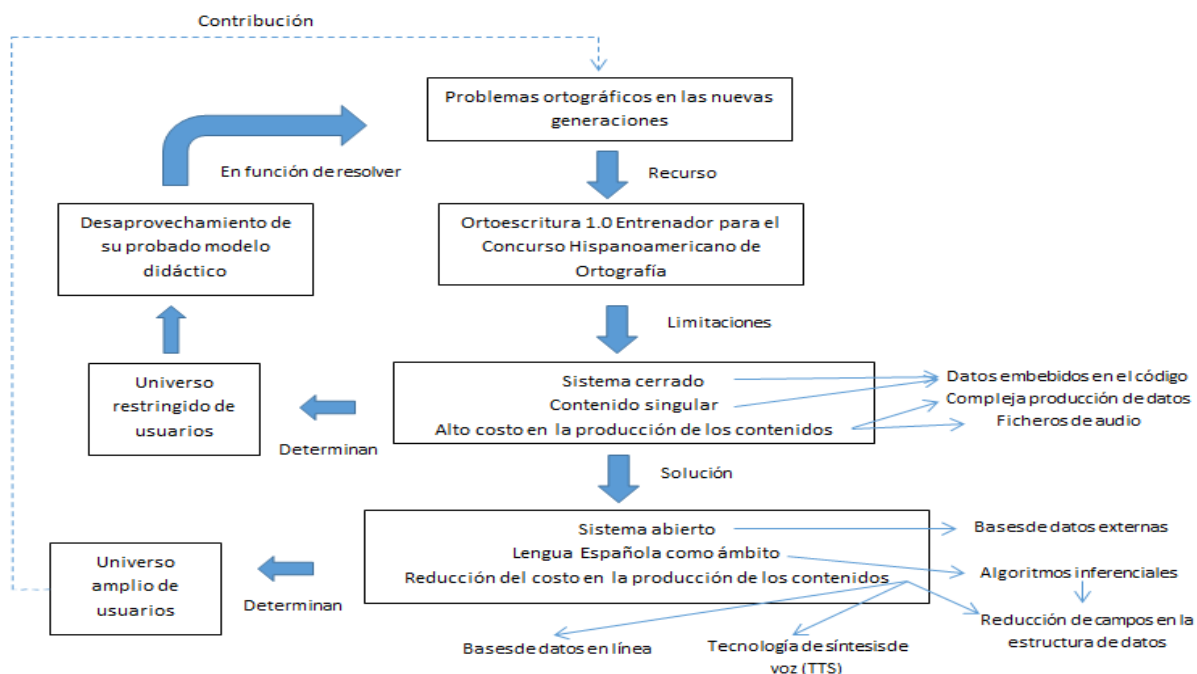 Contribución
Problemas ortográficos en las nuevas
generaciones
En función de resolver
Recurso
Desaprovechamiento de
su probado modelo
didáctico
Ortoescritura 1.0 Entrenador para el
Concurso Hispanoamericano de
Ortografía
Limitaciones
Universo
restringido de
usuarios
Determinan
Sistema cerrado
Contenido singular
Alto costo en la producción de los contenidos
Datos embebidos en el código
Compleja producción de datos
Ficheros de audio
Solución
Universo
amplio de
usuarios
Determinan
Sistema abierto
Lengua Española como ámbito
Reducción del costo en la producción de los contenidos
Bases de datos externas
Algoritmos inferenciales
Reducción de campos en la
estructura de datos
Bases de datos en línea
Tecnología de síntesis de
voz (TTS)